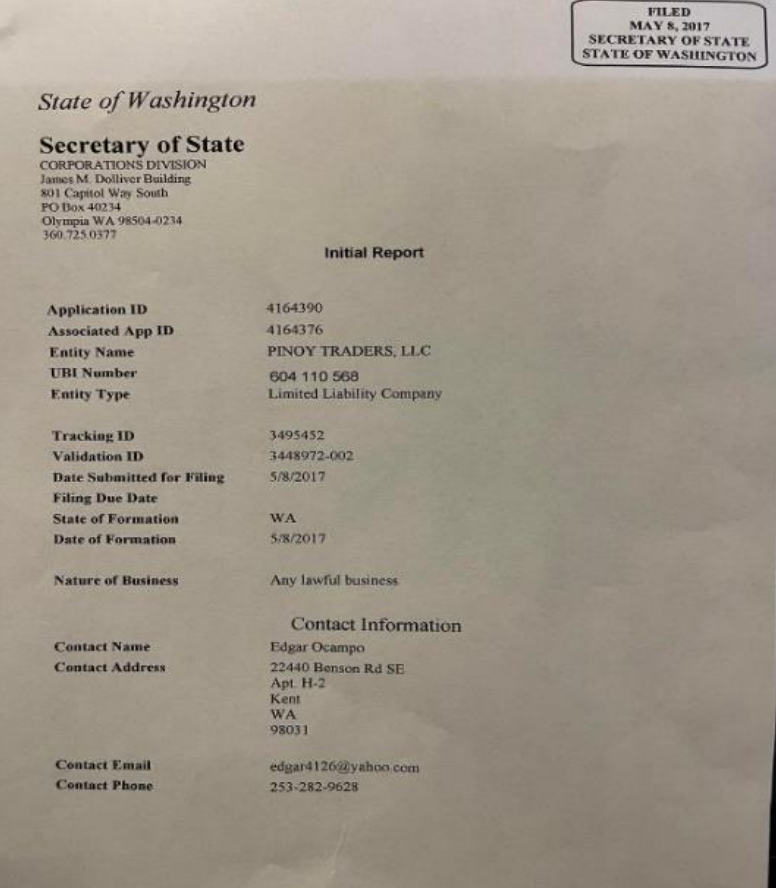 FILED
MAY 8, 2017
SECRETARY OF STATE
STATE OF WASHINGTON
State of Washington
Secretary of State
CORPORATIONS DIVISION
James M. Dolliver Building
801 Capitol Way South
PO Box 40234
Olympia WA 98504-0234
360.725.0377
Initial Report
Application ID 4164390
Associated App ID 4164376
Entity Name PINOY TRADERS, LLC
UBI Number 604 110 568
Entity Type Limited Liability Company
Tracking ID 3495452
Validation ID 3448972-002
Date Submitted for Filing 5/8/2017
Filing Due Date
State of Formation WA
Date of Formation 5/8/2017
Nature of Business Any lawful business
Contact Information
Contact Name Edgar Ocampo
Contact Address 22440 Benson Rd SE
Apt. H-2
Kent
WA
98031
Contact Email edgar4126@yahoo.com
Contact Phone 253-282-9628